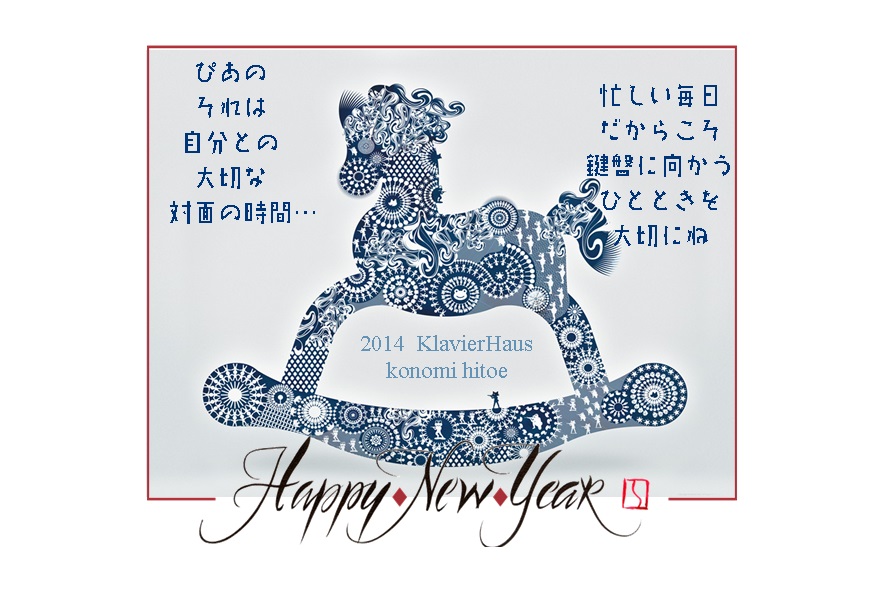 ぴあの
それは
自分との
大切な
対面の時間…
忙しい毎日
だからこそ
鍵盤に向かう
ひとときを
大切にね
2014 KlavierHaus
konomi hitoe
Happy New Year